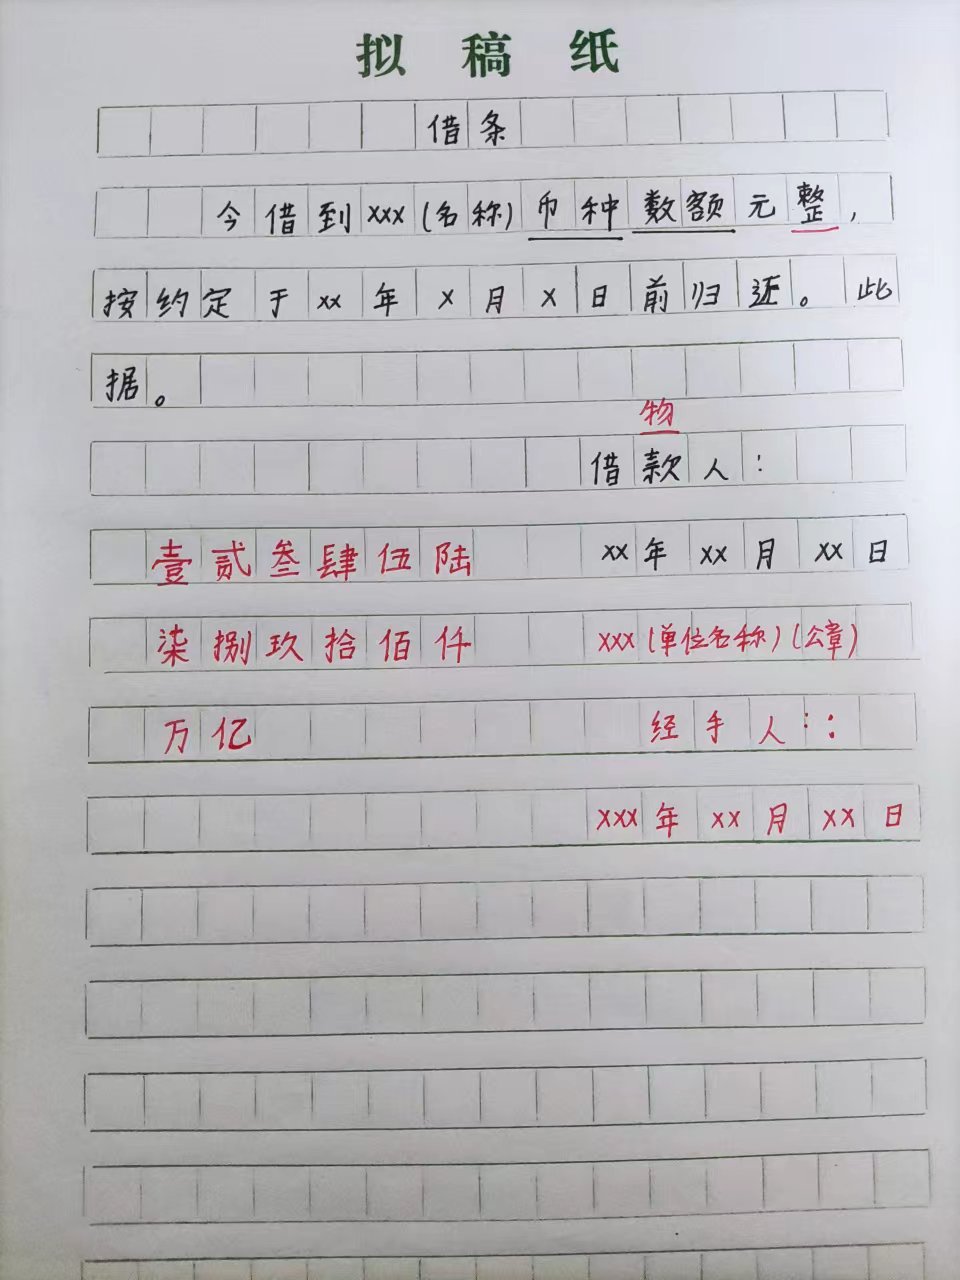 拟稿纸
借条
今借到xxx(名称)币种数额元整，
按约定于xx年x月x日前归还。此
据。
物
借款人：
壹贰叁肆伍陆 xx年xx月xx日
柒捌玖拾佰仟 xxx(单位名称)(公章)
万亿 经手人：：
xxx年xx月xx日